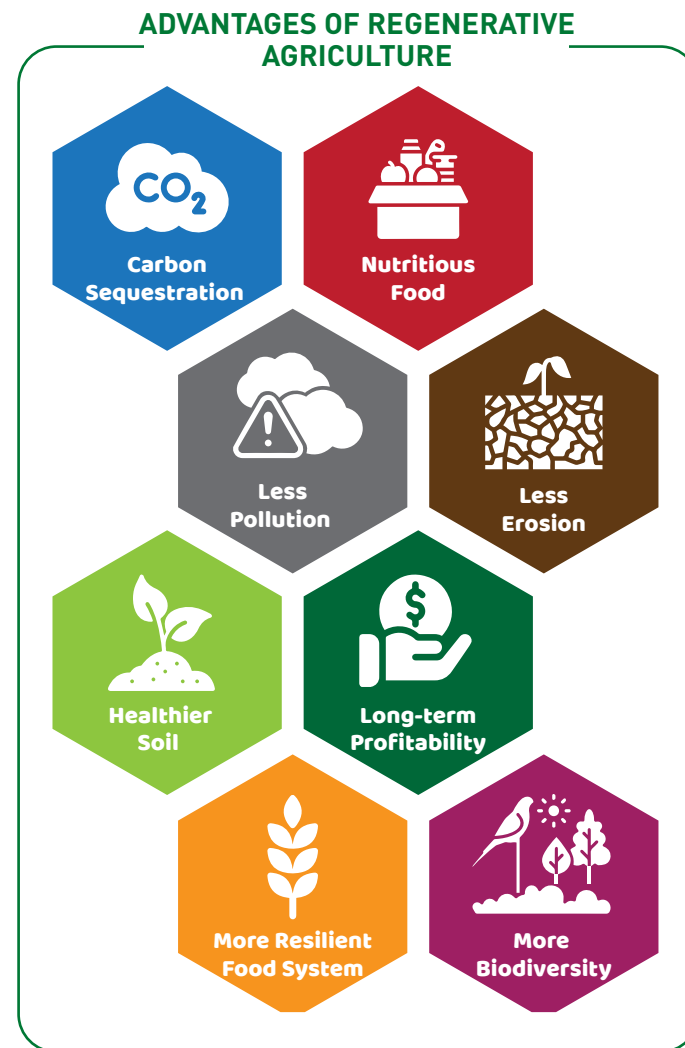 ADVANTAGES OF REGENERATIVE
AGRICULTURE
CO2
Carbon
Sequestration
Nutritious
Food
Less
Pollution
Less
Erosion
Healthier
Soil
$
Long-term
Profitability
More Resilient
Food System
More
Biodiversity